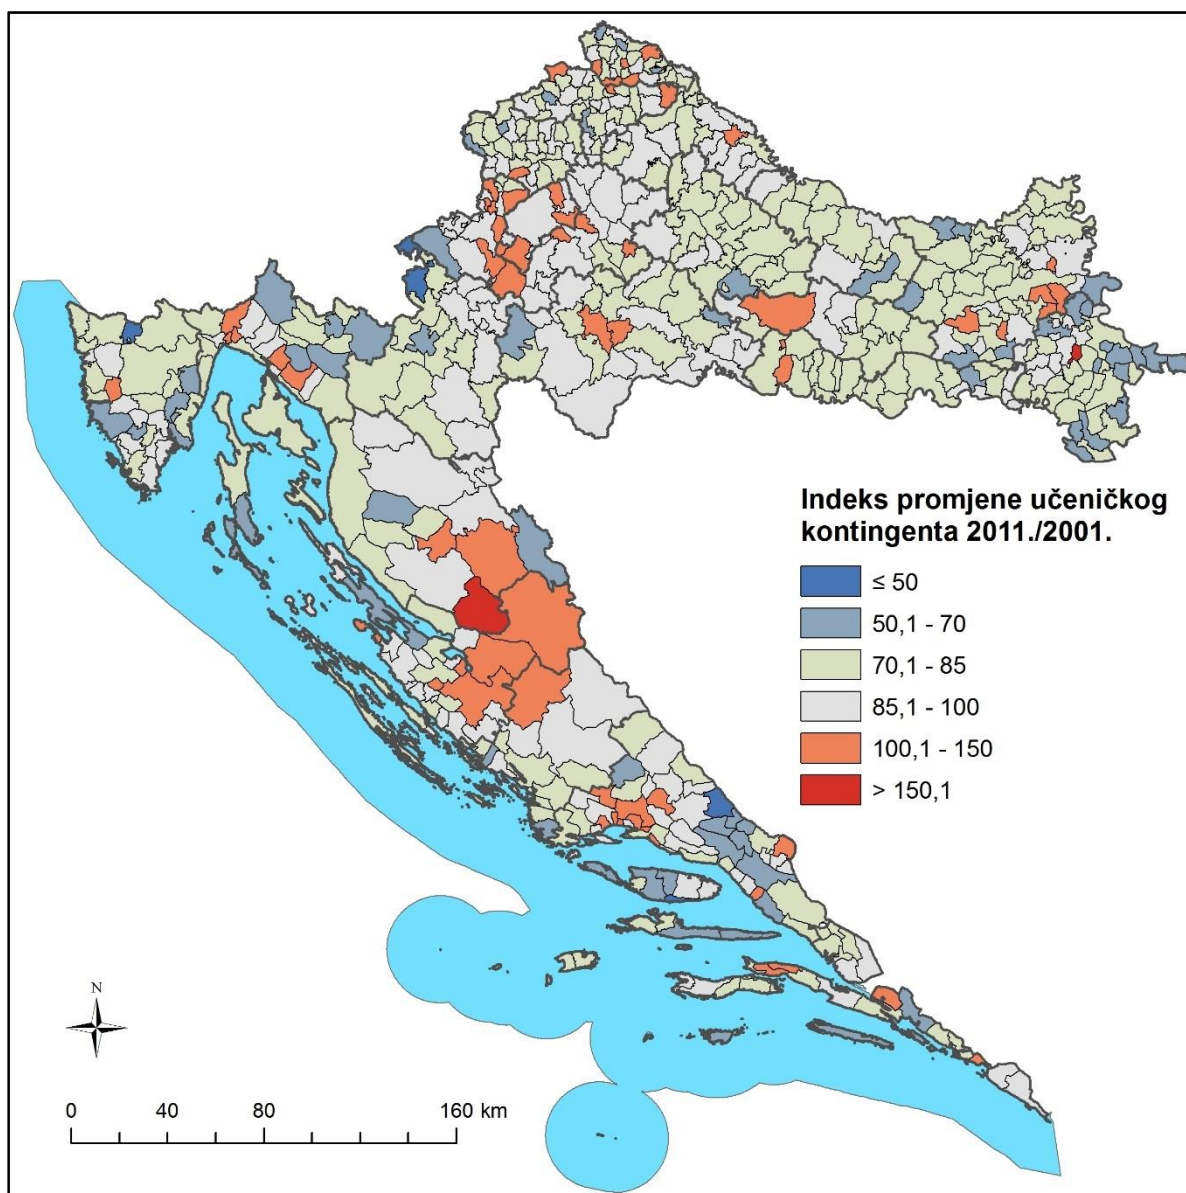 Indeks promjene učeničkog
kontingenta 2011./2001.
≤ 50
50,1 - 70
70,1 - 85
85,1 - 100
100,1 - 150
> 150,1
N
0 40 80 160 km